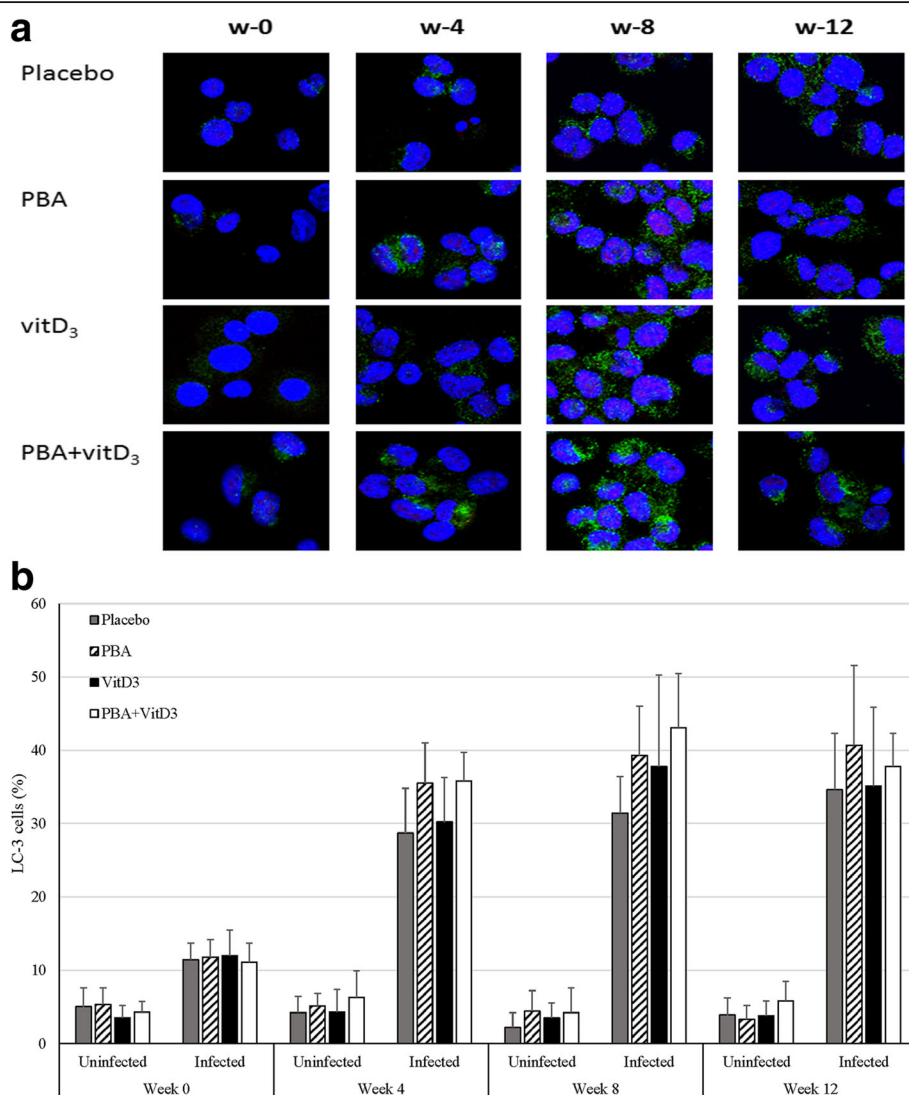 a
w-0 w-4 w-8 w-12
Placebo
PBA
vitD₃
PBA+vitD₃
b
60
50
40
30
20
10
0
LC-3 cells (%)
Placebo
PBA
VitD3
PBA+VitD3
Uninfected Infected Uninfected Infected Uninfected Infected Uninfected Infected
Week 0 Week 4 Week 8 Week 12